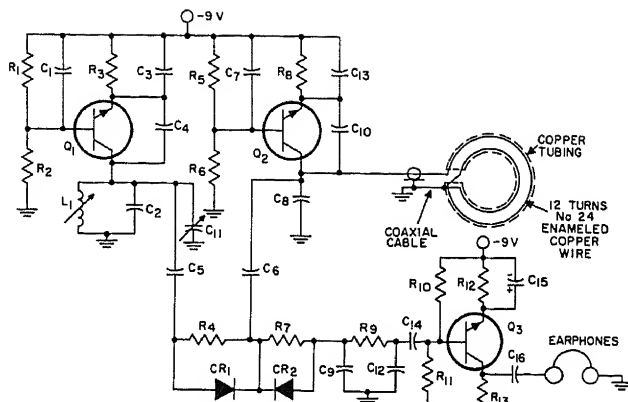 -9 V
R1
C1
R3
C3
C4
Q1
R2
R5
C7
R8
C13
C10
Q2
R6
C8
L1
C2
C11
C5
C6
COPPER
TUBING
12 TURNS
No 24
ENAMELED
COPPER
WIRE
COAXIAL
CABLE
-9 V
R10
R12
C15
- +
Q3
R4
R7
R9
C14
CR1
CR2
C9
C12
R11
C16
EARPHONES
R13